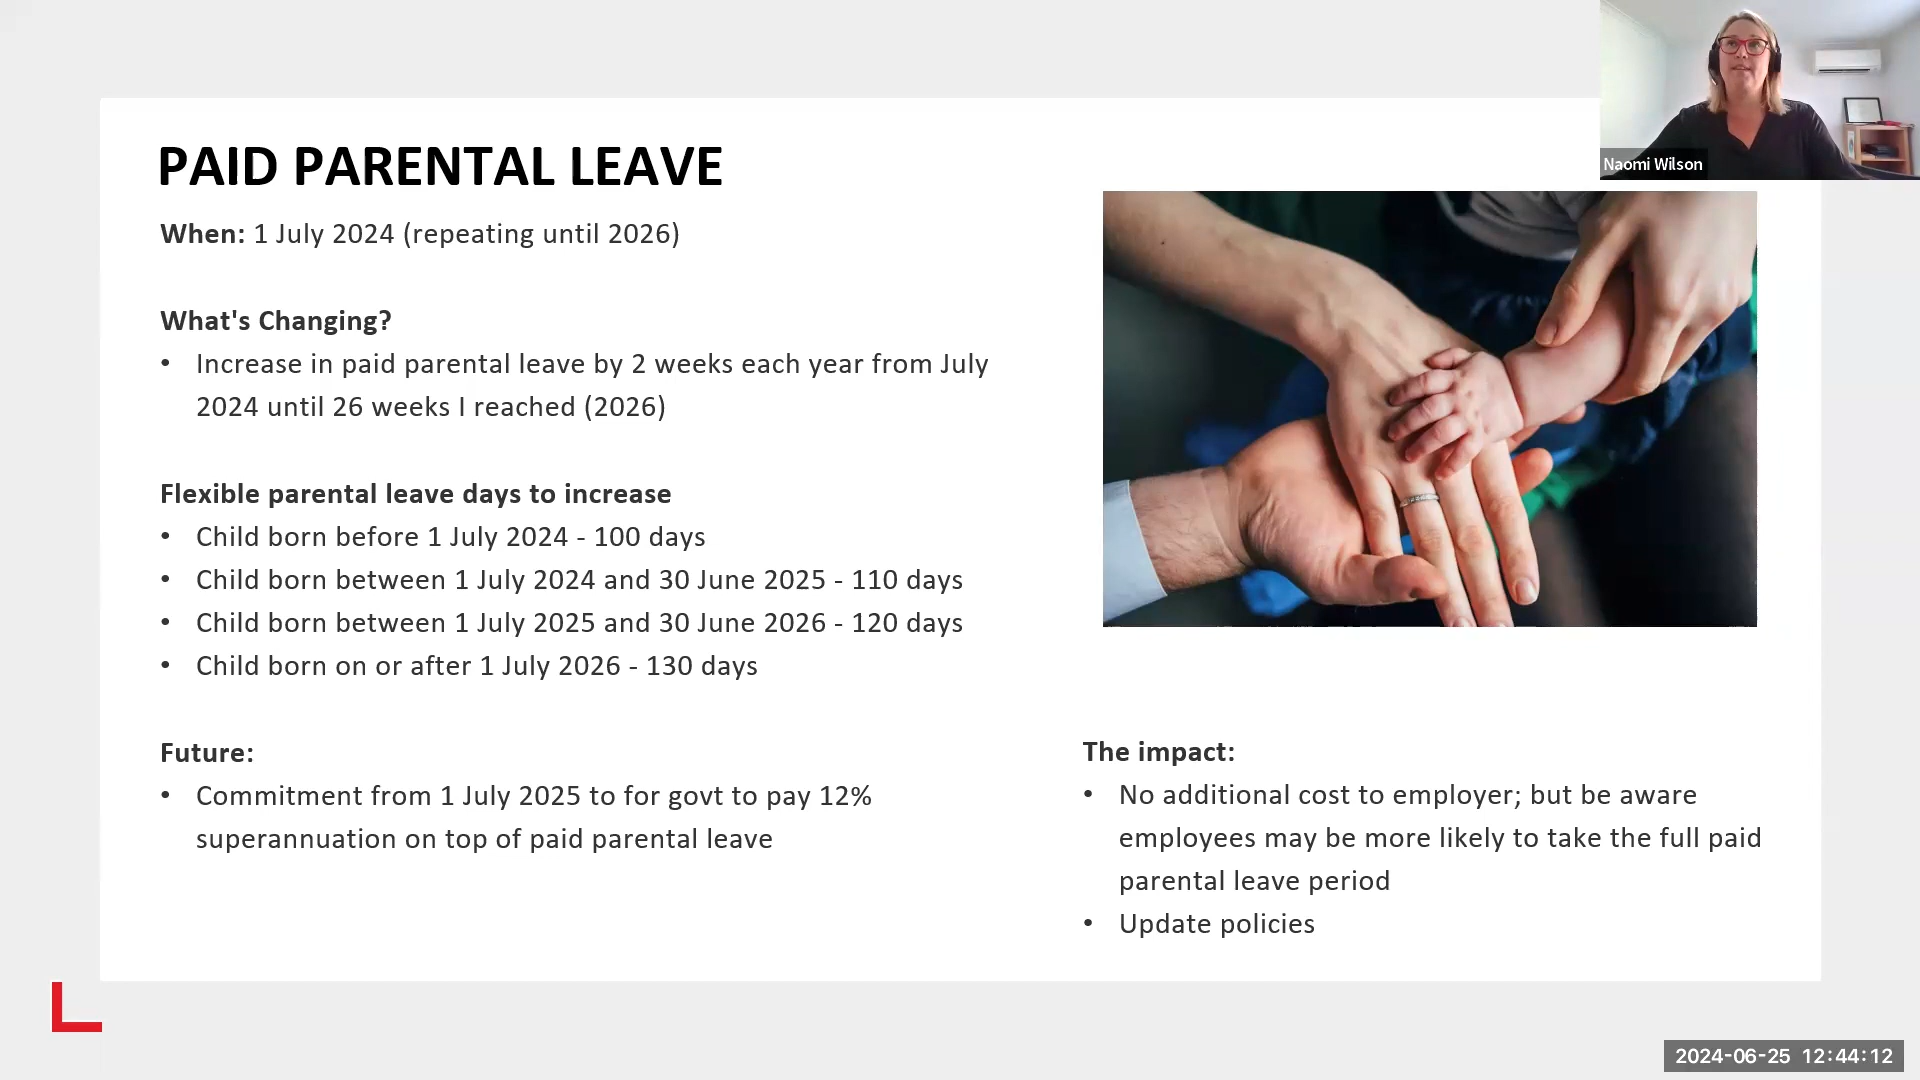 PAID PARENTAL LEAVE
When: 1 July 2024 (repeating until 2026)
What's Changing?
• Increase in paid parental leave by 2 weeks each year from July
2024 until 26 weeks I reached (2026)
Flexible parental leave days to increase
• Child born before 1 July 2024 - 100 days
• Child born between 1 July 2024 and 30 June 2025 - 110 days
• Child born between 1 July 2025 and 30 June 2026 - 120 days
• Child born on or after 1 July 2026 - 130 days
Future:
• Commitment from 1 July 2025 to for govt to pay 12%
superannuation on top of paid parental leave
The impact:
• No additional cost to employer; but be aware
employees may be more likely to take the full paid
parental leave period
• Update policies
Naomi Wilson
2024-06-25 12:44:12